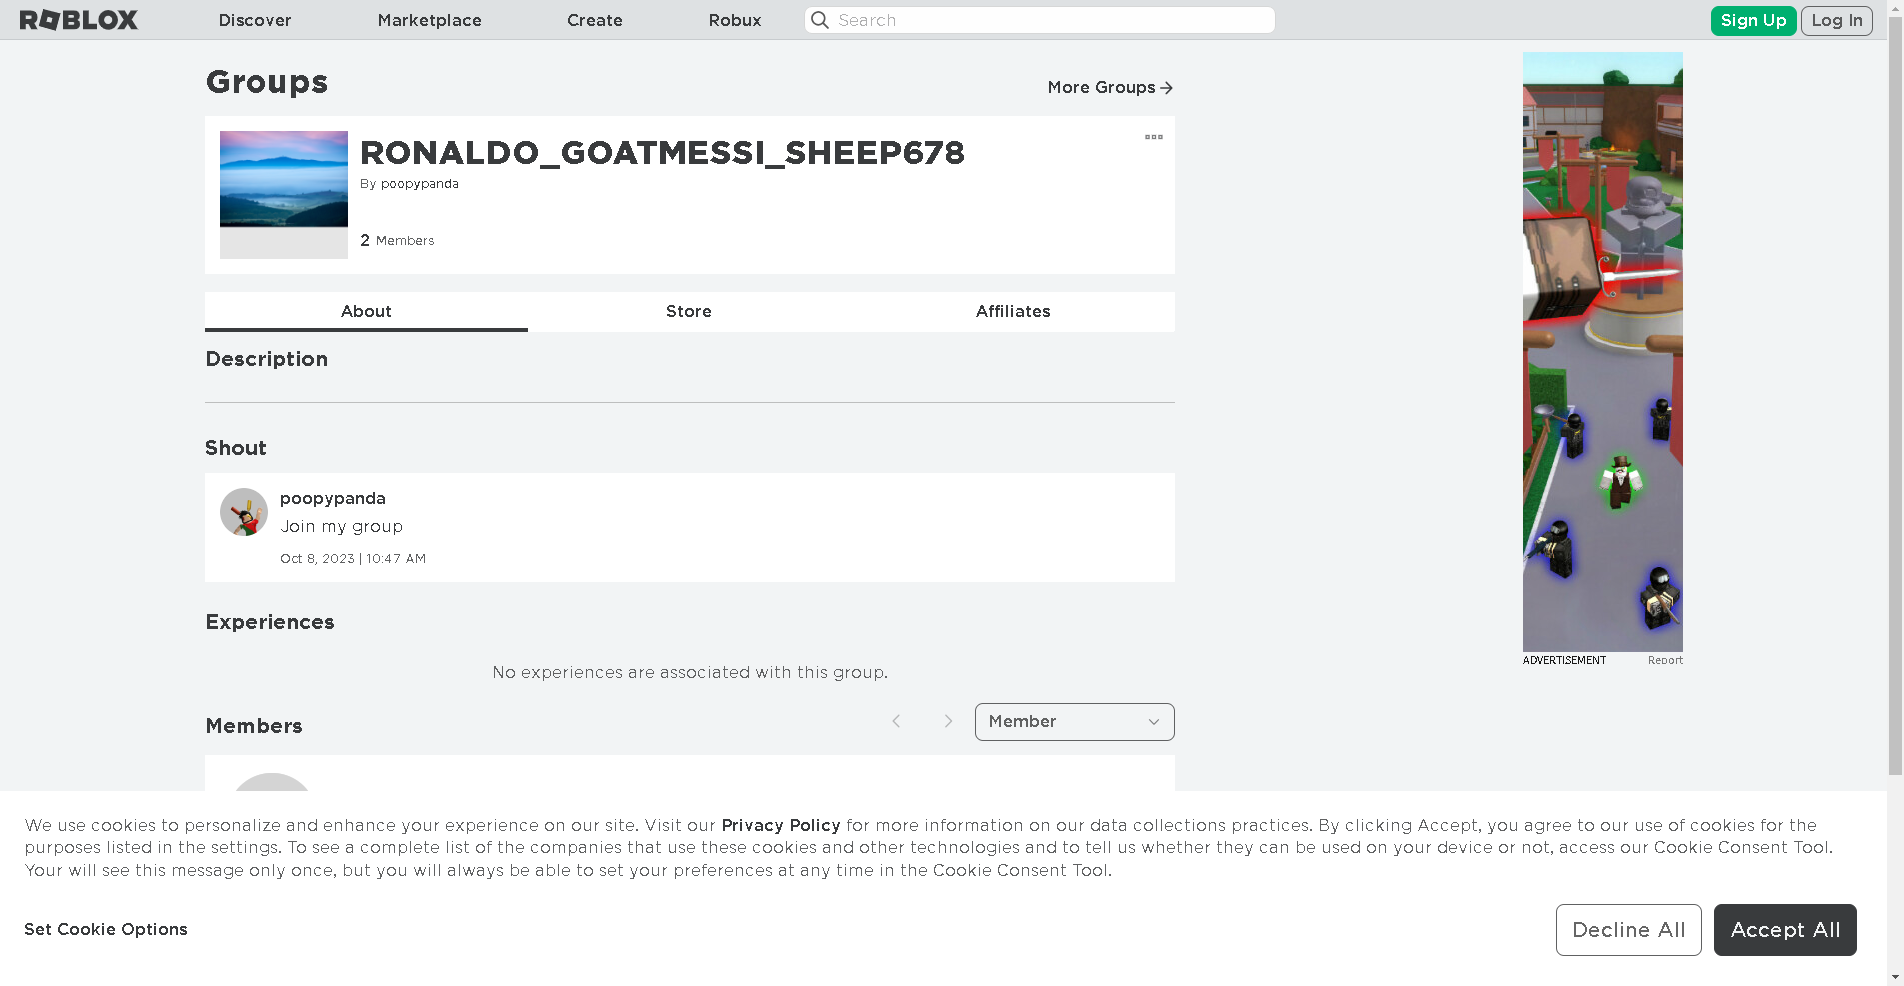 ROBLOX
Discover
Marketplace
Create
Robux
Search
Sign Up
Log In
Groups
More Groups
RONALDO_GOATMESSI_SHEEP678
By poopypanda
2 Members
About
Store
Affiliates
Description
Shout
poopypanda
Join my group
Oct 8, 2023 | 10:47 AM
Experiences
No experiences are associated with this group.
ADVERTISEMENT
Report
Members
Member
We use cookies to personalize and enhance your experience on our site. Visit our Privacy Policy for more information on our data collections practices. By clicking Accept, you agree to our use of cookies for the
purposes listed in the settings. To see a complete list of the companies that use these cookies and other technologies and to tell us whether they can be used on your device or not, access our Cookie Consent Tool.
Your will see this message only once, but you will always be able to set your preferences at any time in the Cookie Consent Tool.
Set Cookie Options
Decline All
Accept All